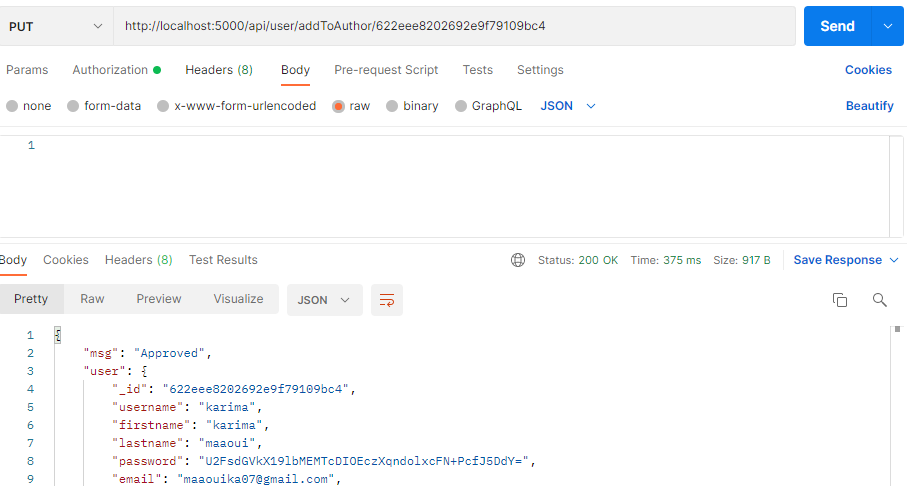 PUT http://localhost:5000/api/user/addToAuthor/622eee8202692e9f79109bc4 Send
Params Authorization Headers (8) Body Pre-request Script Tests Settings Cookies
none form-data x-www-form-urlencoded raw binary GraphQL JSON Beautify
1
Body Cookies Headers (8) Test Results Status: 200 OK Time: 375 ms Size: 917 B Save Response
Pretty Raw Preview Visualize JSON
1 {
2 "msg": "Approved",
3 "user": {
4 "_id": "622eee8202692e9f79109bc4",
5 "username": "karima",
6 "firstname": "karima",
7 "lastname": "maaoui",
8 "password": "U2FsdGVkX19lbMEMTcDIOEczXqndolxcFN+PcfJ5DdY=",
9 "email": "maaouika07@gmail.com",